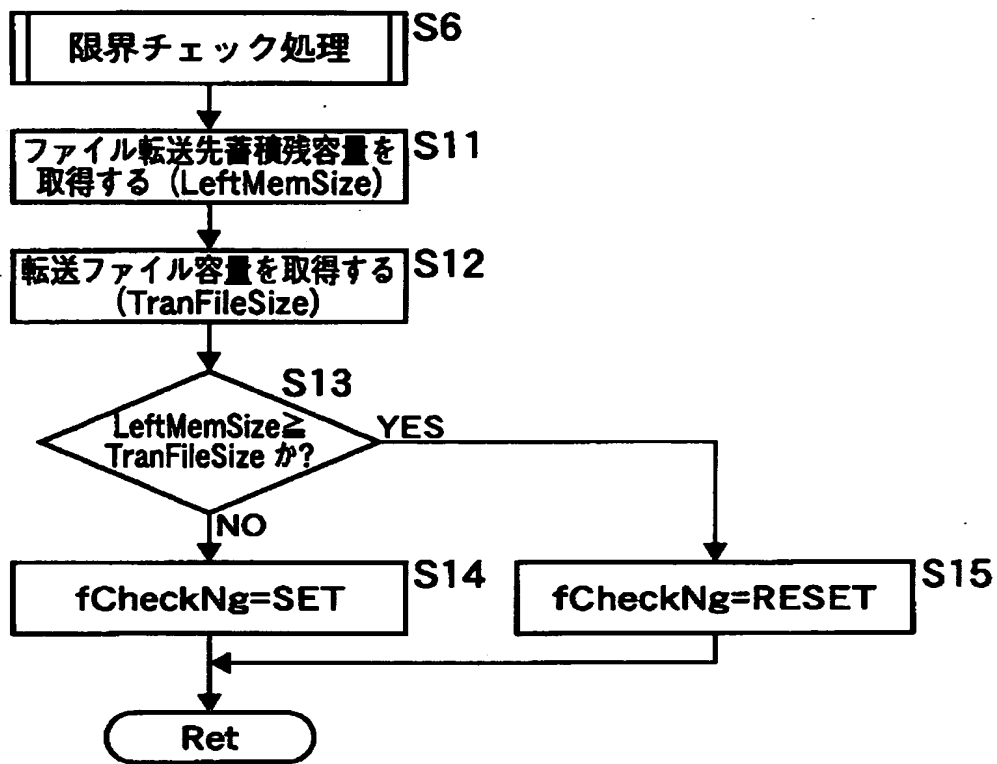 限界チェック処理
S6
ファイル転送先蓄積残容量を
取得する (LeftMemSize)
S11
転送ファイル容量を取得する
(TranFileSize)
S12
S13
LeftMemSize≧
TranFileSize か?
YES
NO
fCheckNg=SET
S14
fCheckNg=RESET
S15
Ret